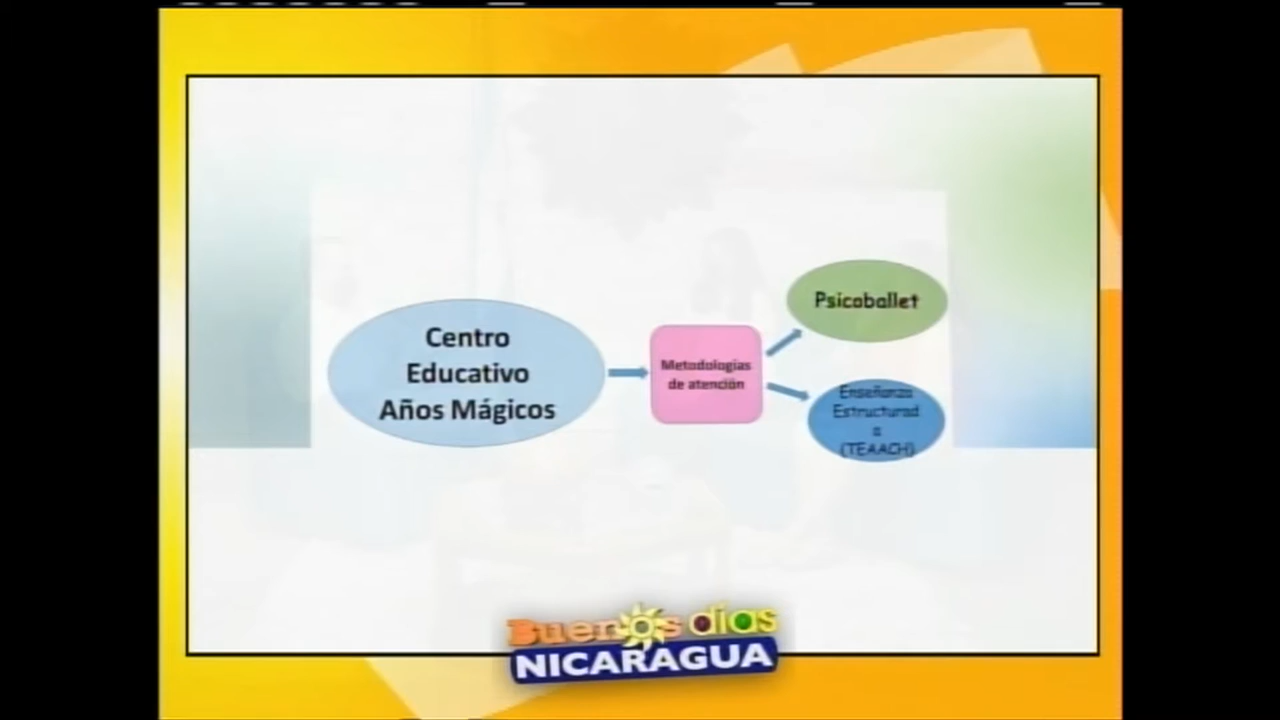 Centro
Educativo
Años Mágicos
Metodologías
de atención
Psicoballet
Enseñanza
Estructurad
a
(TEAACH)
Buenos días
NICARAGUA